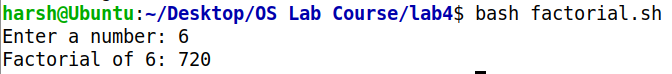 harsh@Ubuntu:~/Desktop/OS Lab Course/lab4$ bash factorial.sh
Enter a number: 6
Factorial of 6: 720